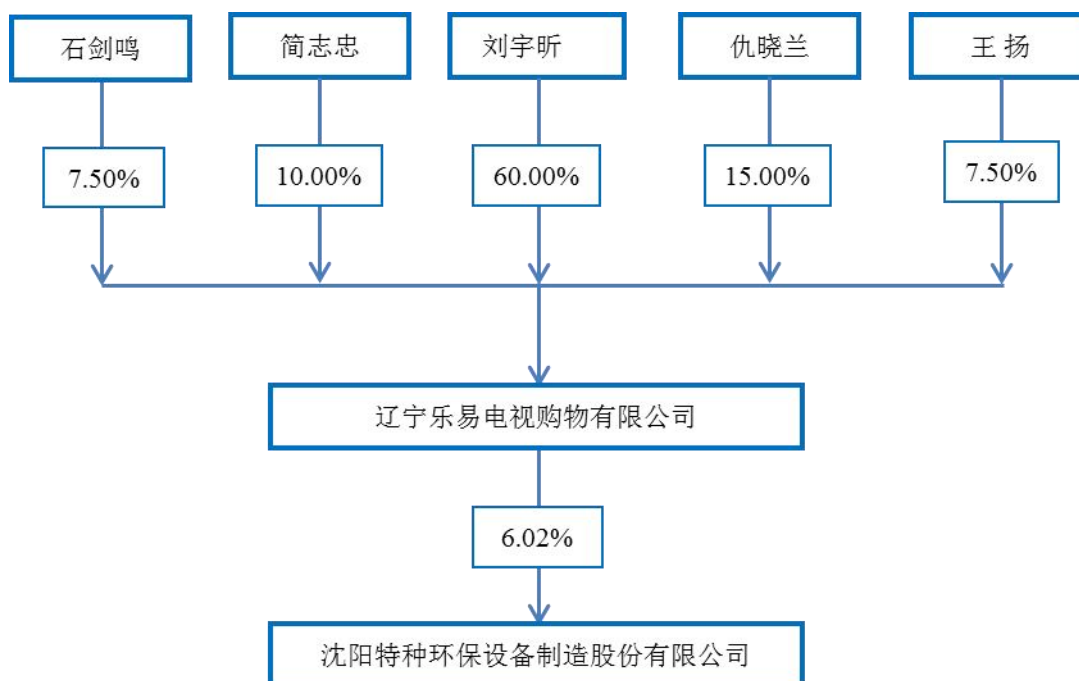 石剑鸣
简志忠
刘宇昕
仇晓兰
王 扬
7.50%
10.00%
60.00%
15.00%
7.50%
辽宁乐易电视购物有限公司
6.02%
沈阳特种环保设备制造股份有限公司